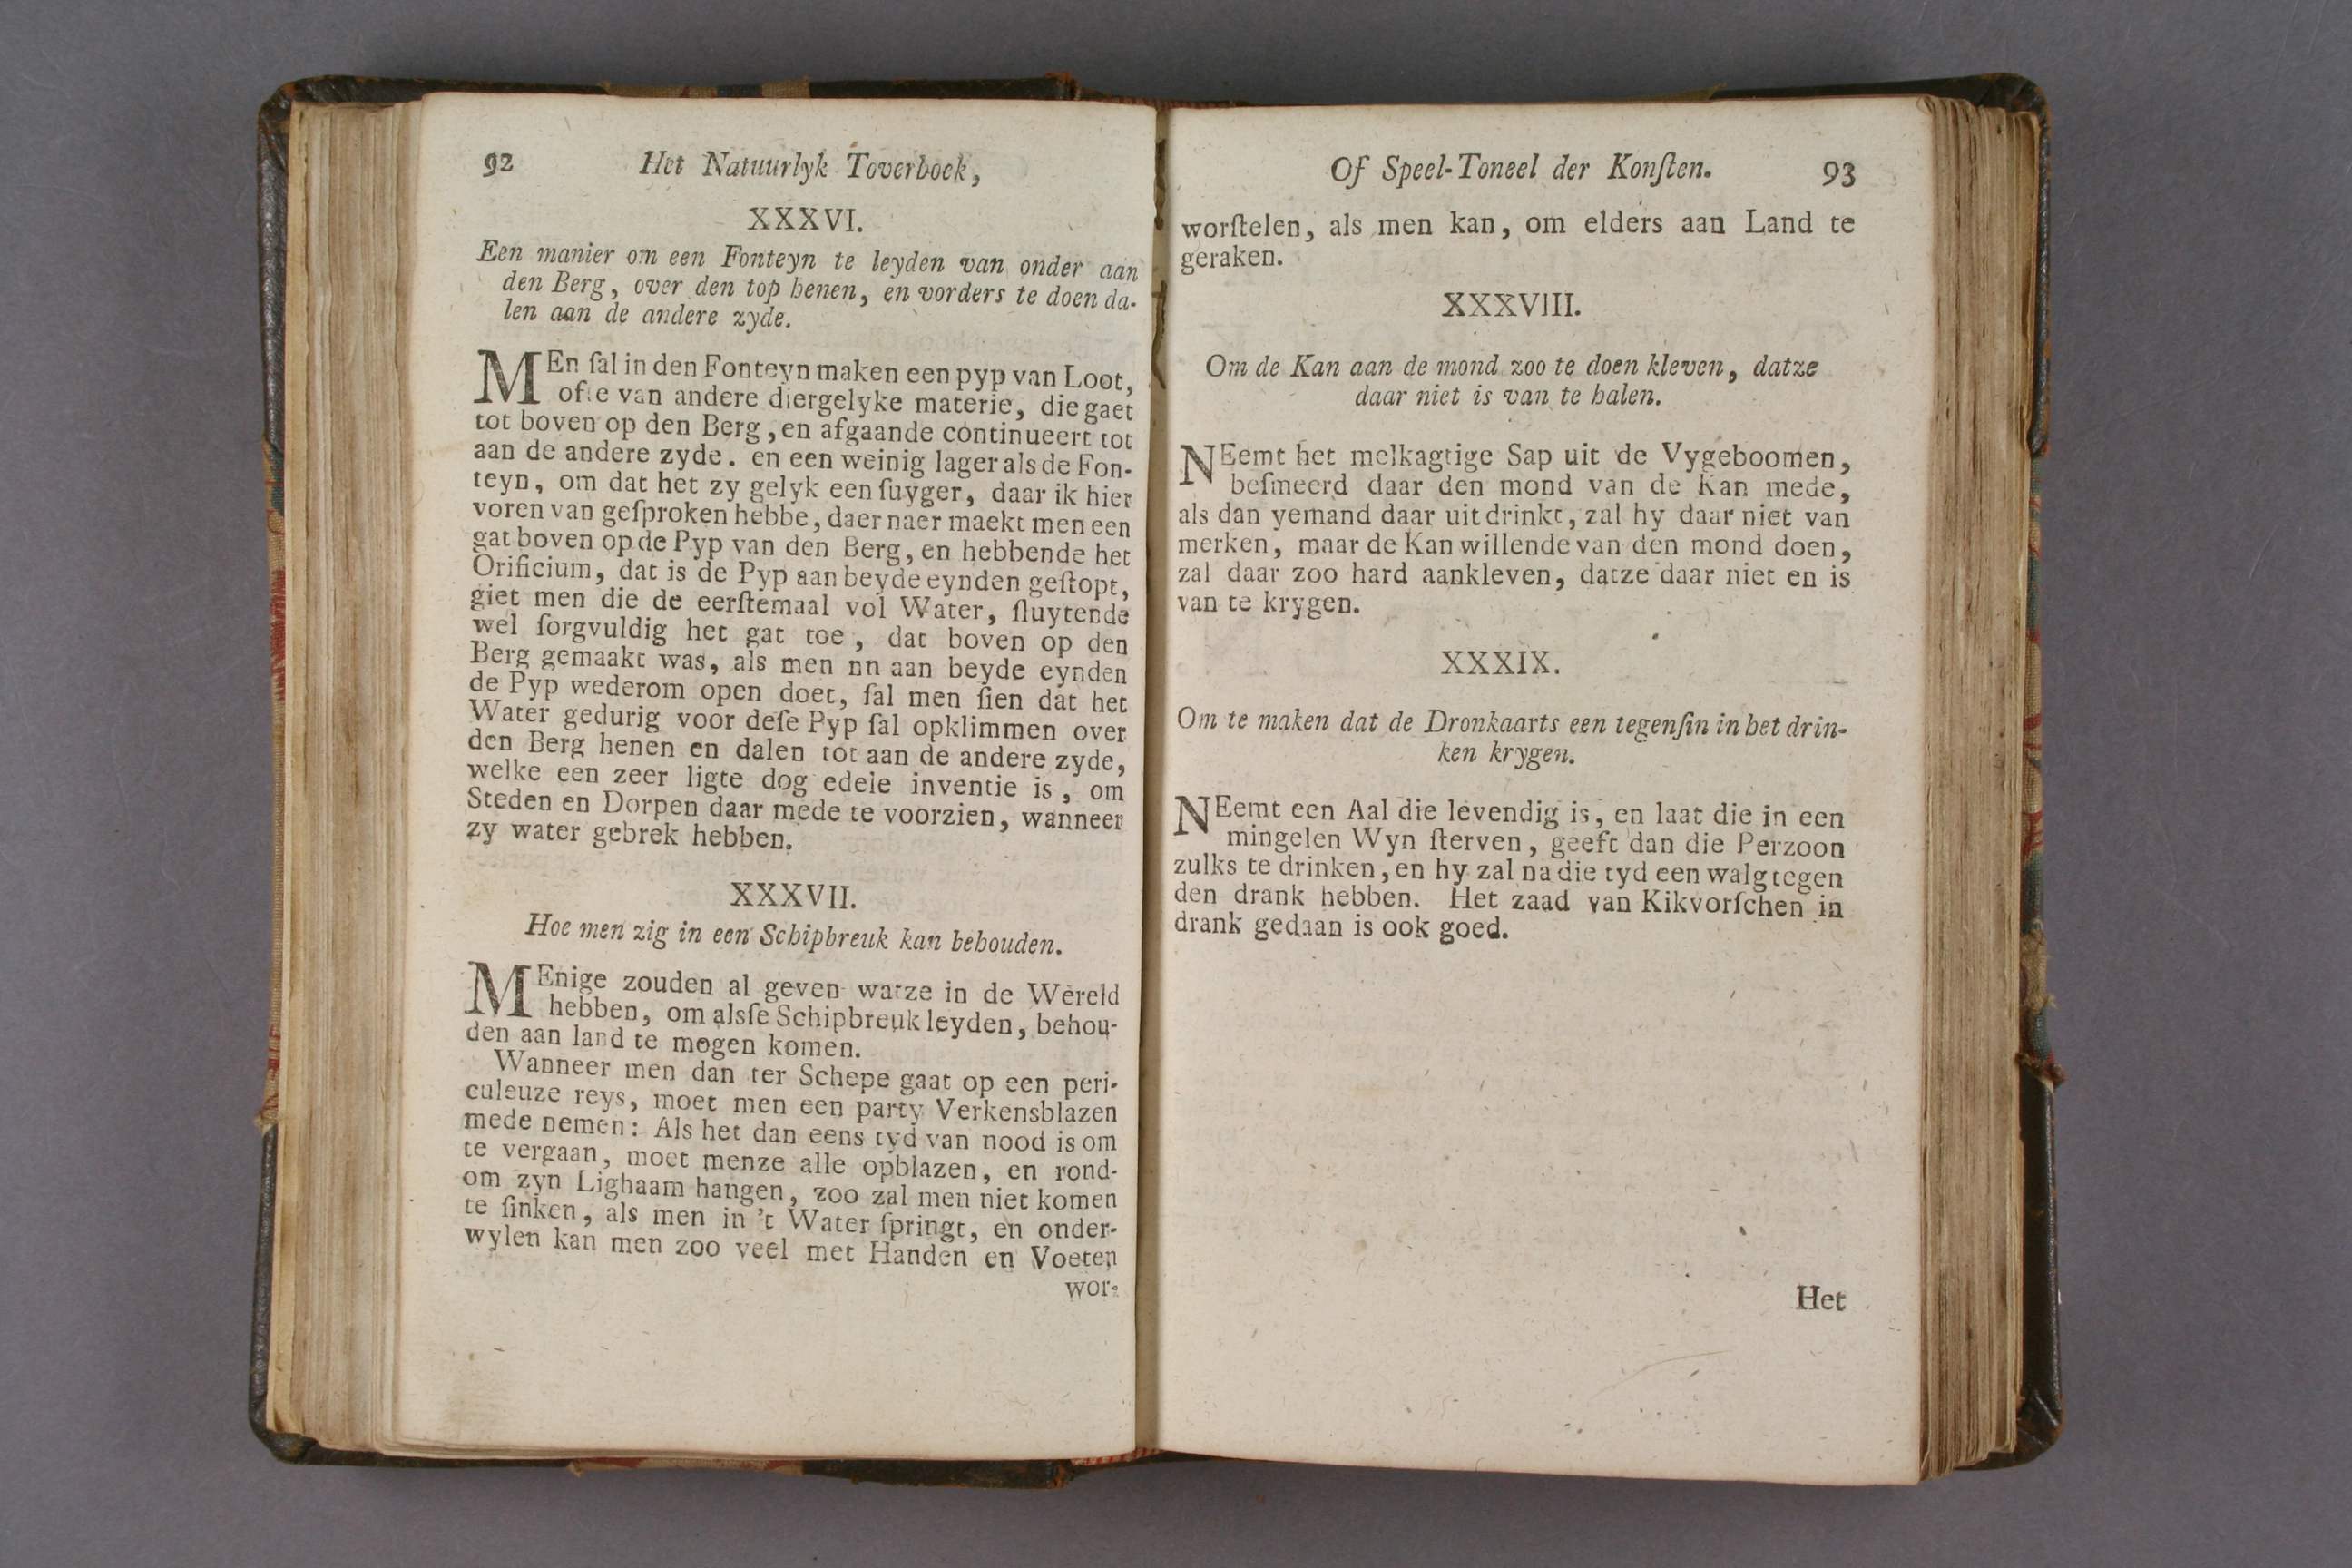 92 Het Natuurlyk Toverboek,
XXXVI.
Een manier om een Fonteyn te leyden van onder aan
den Berg, over den top henen, en vorders te doen da-
len aan de andere zyde.
MEn ſal in den Fonteyn maken een pyp van Loot,
ofte van andere diergelyke materie, die gaet
tot boven op den Berg, en afgaande continueert tot
aan de andere zyde. en een weinig lager als de Fon-
teyn, om dat het zy gelyk een ſuyger, daar ik hier
voren van geſproken hebbe, daer naer maekt men een
gat boven op de Pyp van den Berg, en hebbende het
Orificium, dat is de Pyp aan beyde eynden geſtopt,
giet men die de eerſtemaal vol Water, ſluytende
wel ſorgvuldig het gat toe, dat boven op den
Berg gemaakt was, als men nn aan beyde eynden
de Pyp wederom open doet, ſal men ſien dat het
Water gedurig voor deſe Pyp ſal opklimmen over
den Berg henen en dalen tot aan de andere zyde,
welke een zeer ligte dog edele inventie is, om
Steden en Dorpen daar mede te voorzien, wanneer
zy water gebrek hebben.
XXXVII.
Hoe men zig in een Schipbreuk kan behouden.
MEnige zouden al geven watze in de Wereld
hebben, om alsſe Schipbreuk leyden, behou-
den aan land te mogen komen.
Wanneer men dan ter Schepe gaat op een peri-
culeuze reys, moet men een party Verkensblazen
mede nemen: Als het dan eens tyd van nood is om
te vergaan, moet menze alle opblazen, en rond-
om zyn Lighaam hangen, zoo zal men niet komen
te ſinken, als men in 't Water ſpringt, en onder-
wylen kan men zoo veel met Handen en Voeten
wor-
Of Speel-Toneel der Konſten. 93
worſtelen, als men kan, om elders aan Land te
geraken.
XXXVIII.
Om de Kan aan de mond zoo te doen kleven, datze
daar niet is van te halen.
NEemt het melkagtige Sap uit de Vygeboomen,
beſmeerd daar den mond van de Kan mede,
als dan yemand daar uit drinkt, zal hy daar niet van
merken, maar de Kan willende van den mond doen,
zal daar zoo hard aankleven, datze daar niet en is
van te krygen.
XXXIX.
Om te maken dat de Dronkaarts een tegenſin in het drin-
ken krygen.
NEemt een Aal die levendig is, en laat die in een
mingelen Wyn ſterven, geeft dan die Perzoon
zulks te drinken, en hy zal na die tyd een walg tegen
den drank hebben. Het zaad van Kikvorſchen in
drank gedaan is ook goed.
Het